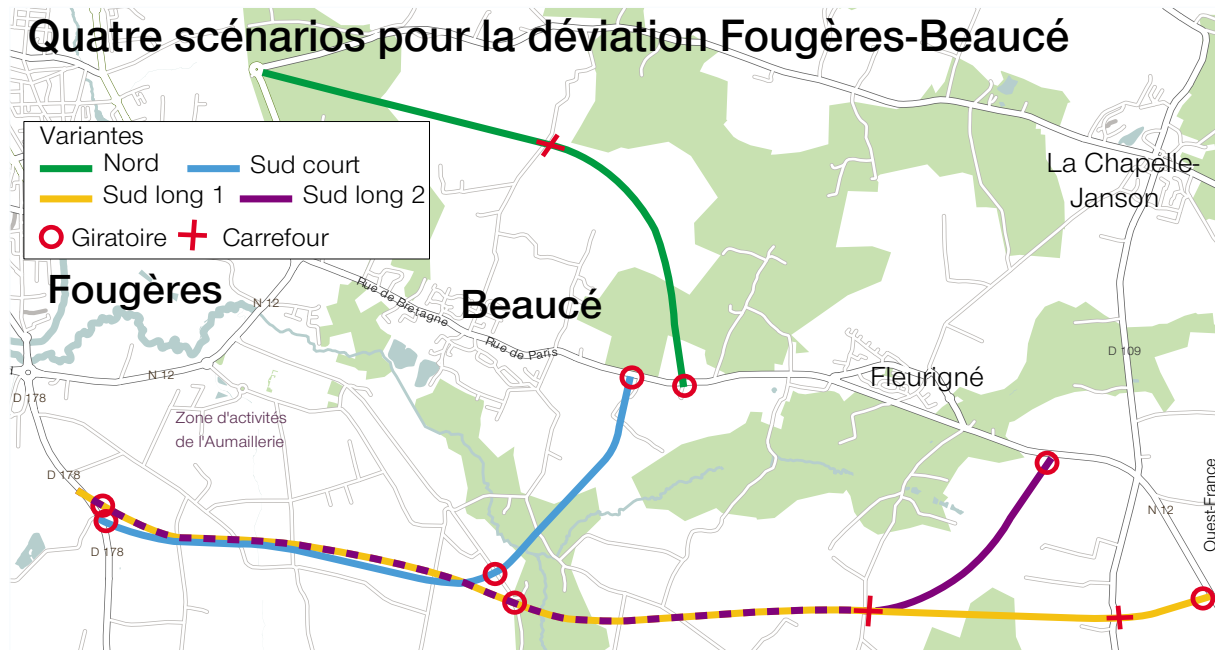 Quatre scénarios pour la déviation Fougères-Beaucé
Variantes
Nord
Sud court
Sud long 1
Sud long 2
Giratoire
Carrefour
La Chapelle-
Janson
Fougères
N 12
Rue de Bretagne
Beaucé
Rue de Paris
D 109
N 12
Fleurigné
D 178
Zone d'activités
de l'Aumaillerie
D 178
D 178
N 12
Ouest-France